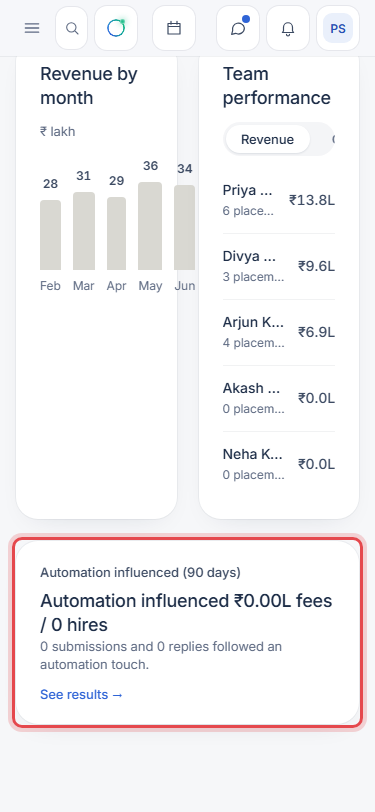 PS
Revenue by
month
₹ lakh
28
31
29
36
34
Feb
Mar
Apr
May
Jun
Team
performance
Revenue
Priya ...
6 place...
₹13.8L
Divya ...
3 placem...
₹9.6L
Arjun K...
4 placem...
₹6.9L
Akash ...
0 placem...
₹0.0L
Neha K...
0 placem...
₹0.0L
Automation influenced (90 days)
Automation influenced ₹0.00L fees
/ 0 hires
0 submissions and 0 replies followed an
automation touch.
See results →